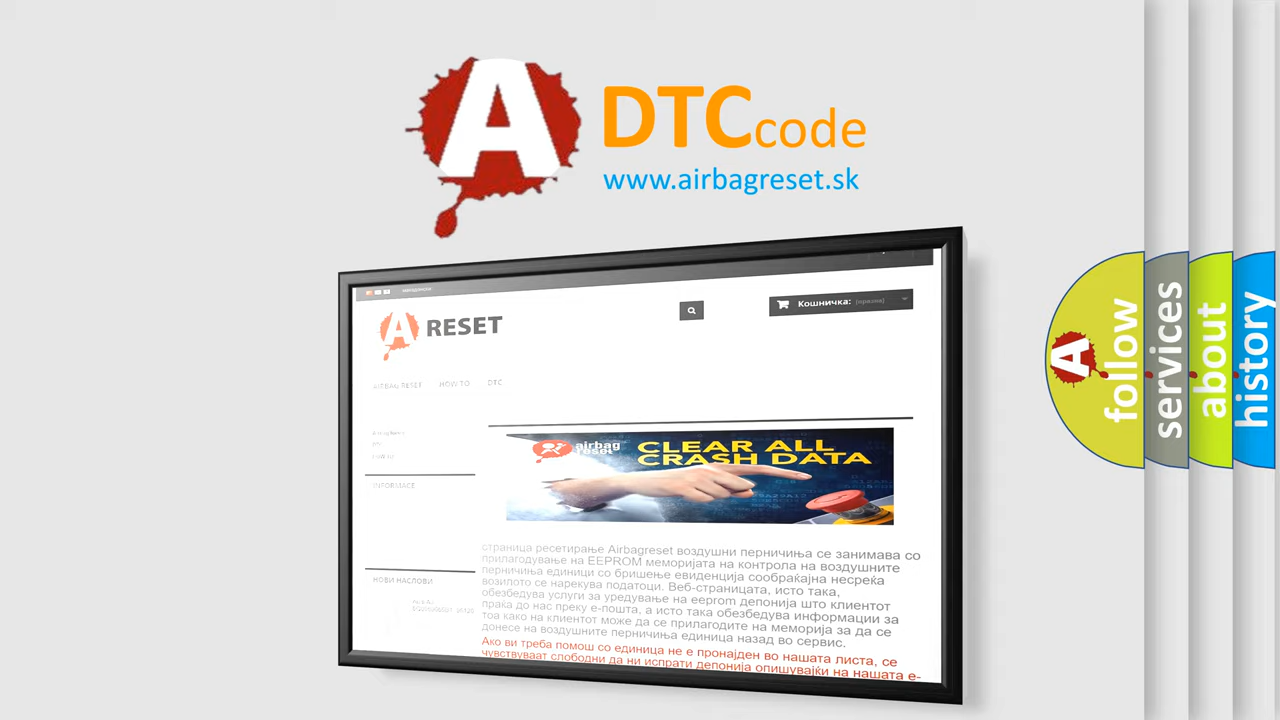 A
DTCcode
www.airbagreset.sk
A RESET
Кошничка: (празна)
AIRBAG RESET HOW TO DTC
airbag
reset
CLEAR ALL
CRASH DATA
INFORMACE
НОВИ НАСЛОВИ
страница ресетирање Airbagreset воздушни перничиња се занимава со
прилагодување на EEPROM меморијата на контрола на воздушните
перничиња единици со бришење евиденција сообраќајна несреќа
возилото се нарекува податоци. Веб-страницата, исто така,
обезбедува услуги за уредување на eeprom депонија што клиентот
праќа до нас преку е-пошта, а исто така обезбедува информации за
тоа како на клиентот може да се прилагодите на меморија за да се
донесе на воздушните перничиња единица назад во сервис.
Ако ви треба помош со единица не е пронајден во нашата листа, се
чувствуваат слободни да ни испрати депонија опишувајќи на нашата е-
A
follow
services
about
history